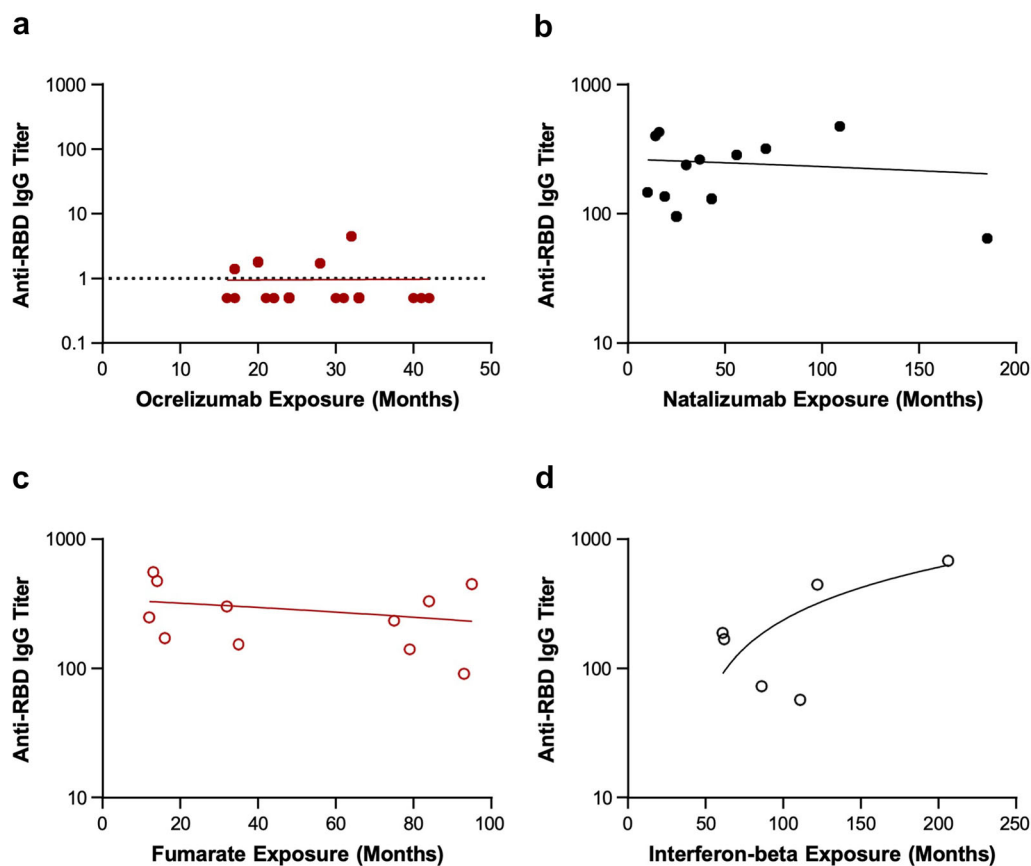 a
Anti-RBD IgG Titer
1000
100
10
1
0.1
0 10 20 30 40 50
Ocrelizumab Exposure (Months)
b
Anti-RBD IgG Titer
1000
100
10
0 50 100 150 200
Natalizumab Exposure (Months)
c
Anti-RBD IgG Titer
1000
100
10
0 20 40 60 80 100
Fumarate Exposure (Months)
d
Anti-RBD IgG Titer
1000
100
10
0 50 100 150 200 250
Interferon-beta Exposure (Months)